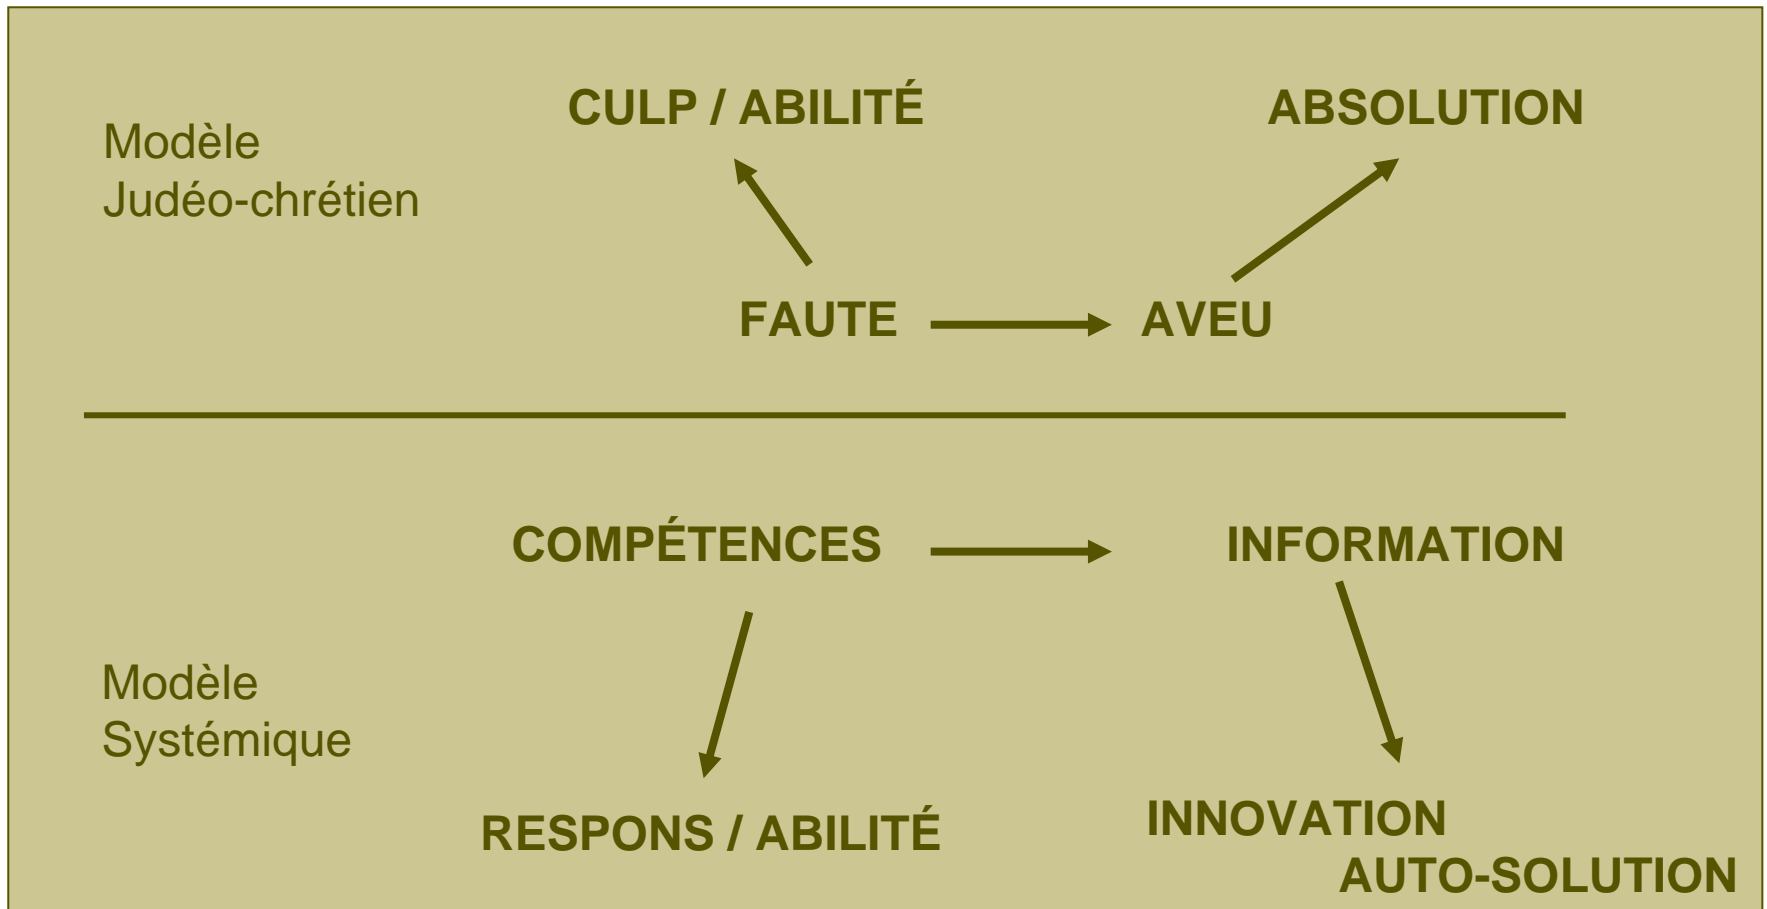 CULP / ABILITÉ
ABSOLUTION
Modèle
Judéo-chrétien
FAUTE
AVEU
COMPÉTENCES
INFORMATION
Modèle
Systémique
RESPONS / ABILITÉ
INNOVATION
AUTO-SOLUTION